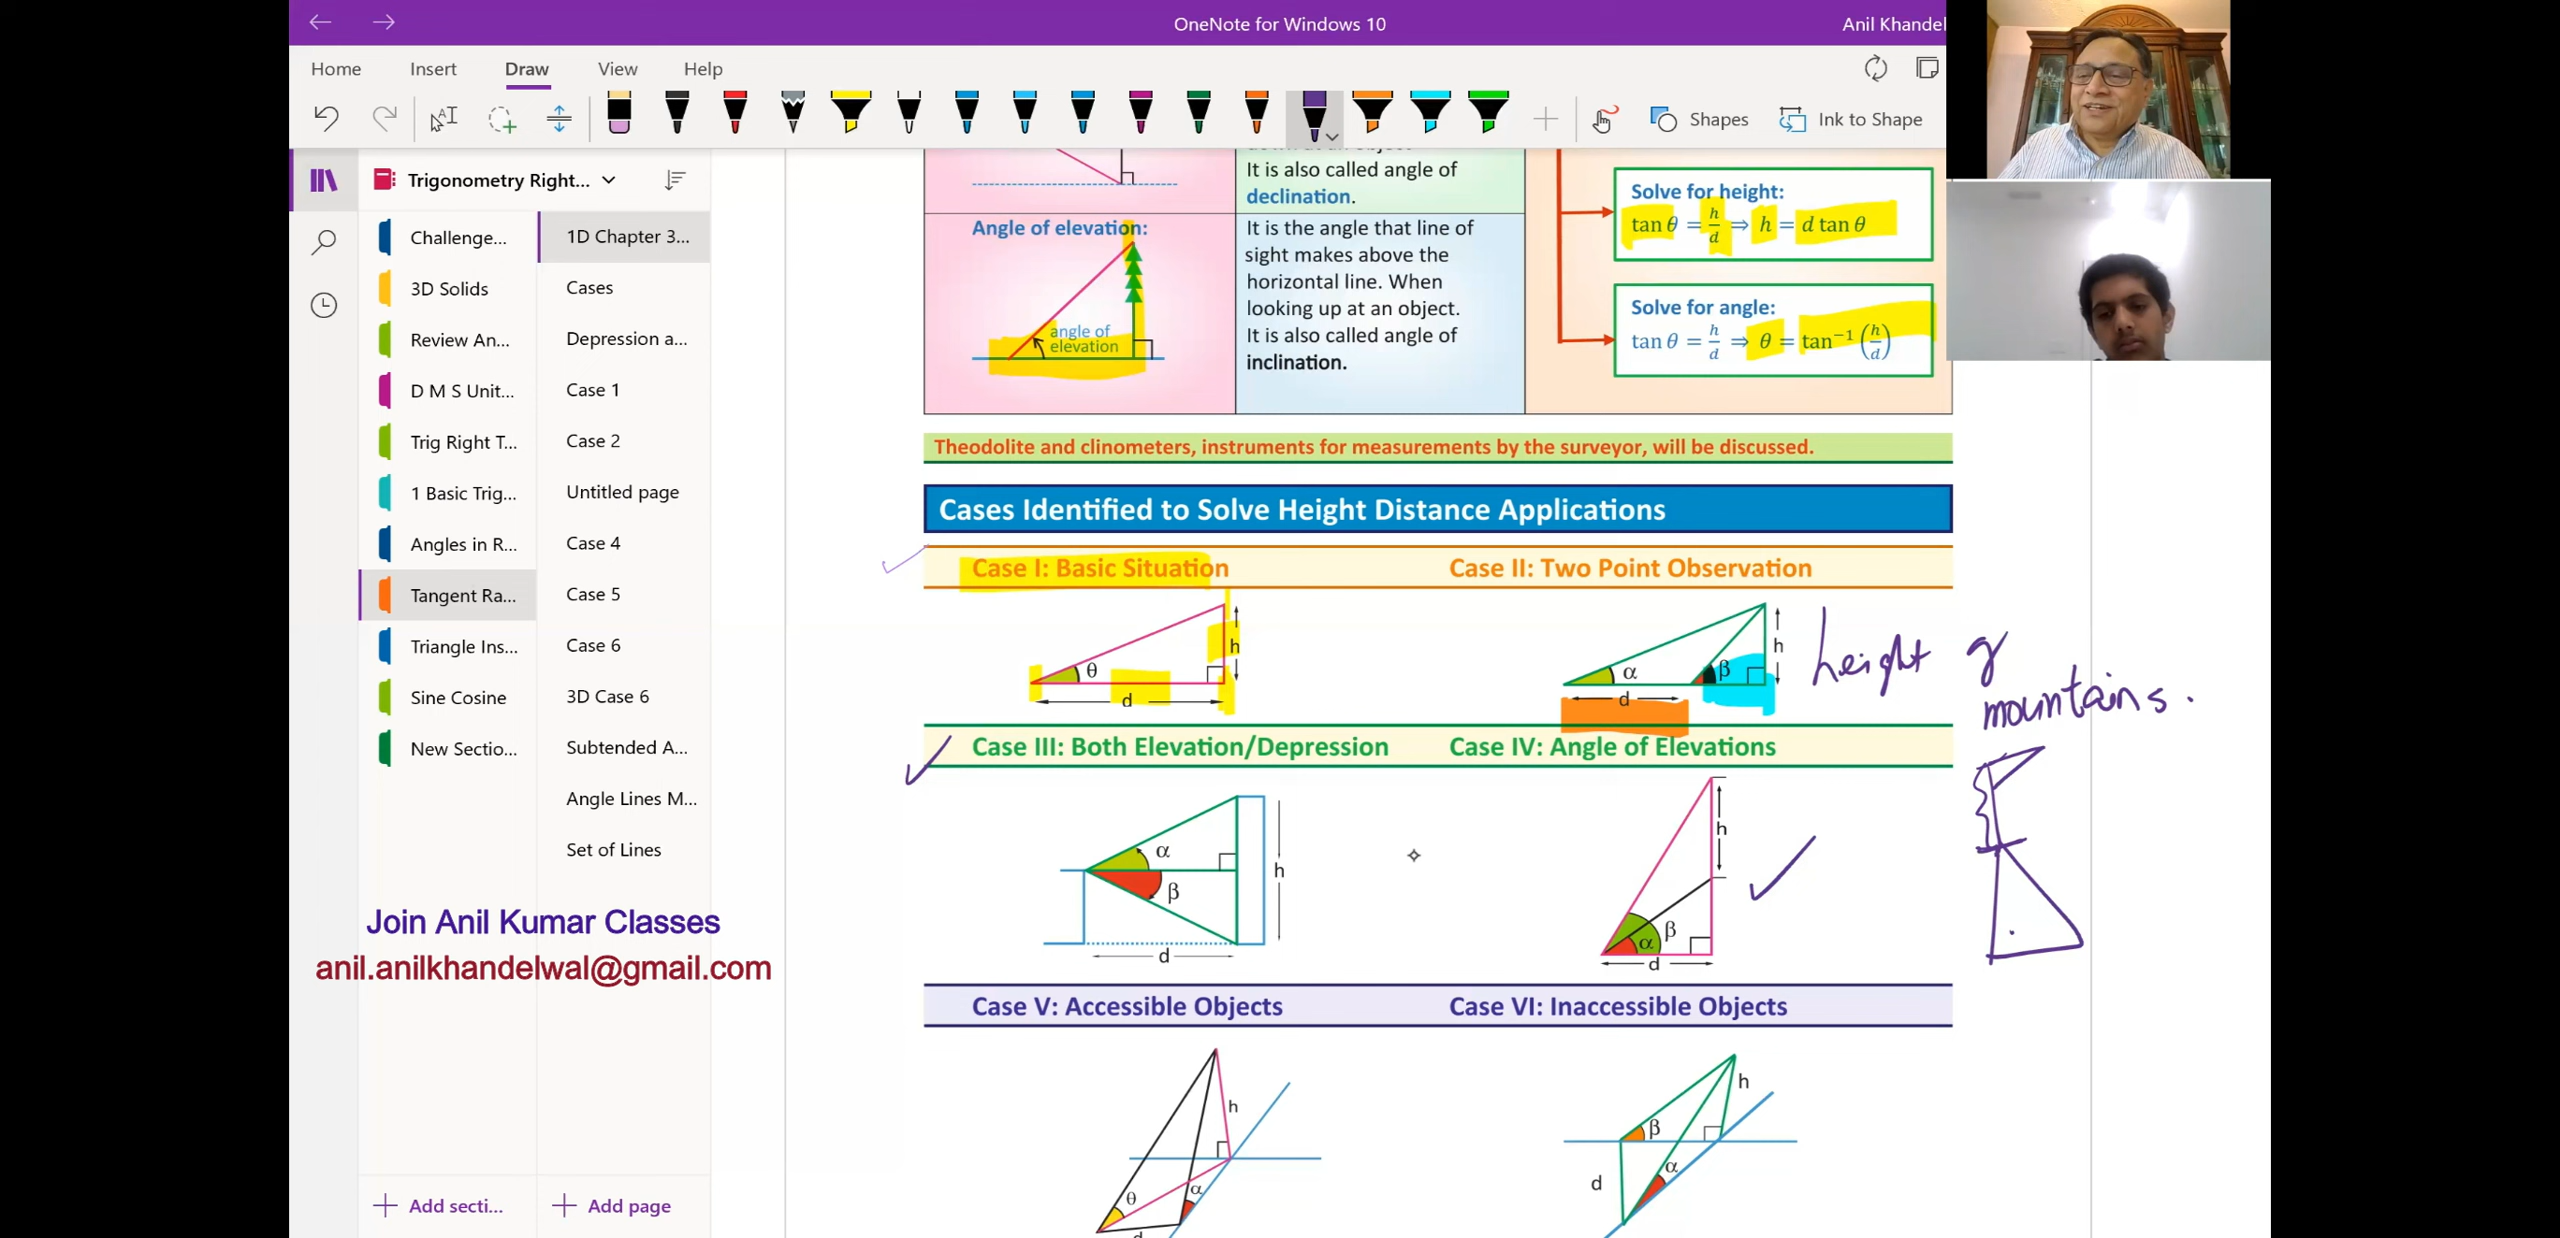 OneNote for Windows 10
Anil Khandel
Home Insert Draw View Help
Shapes
Ink to Shape
Trigonometry Right...
Challenge...
3D Solids
Review An...
D M S Unit...
Trig Right T...
1 Basic Trig...
Angles in R...
Tangent Ra...
Triangle Ins...
Sine Cosine
New Sectio...
1D Chapter 3...
Cases
Depression a...
Case 1
Case 2
Untitled page
Case 4
Case 5
Case 6
3D Case 6
Subtended A...
Angle Lines M...
Set of Lines
Join Anil Kumar Classes
anil.anilkhandelwal@gmail.com
Add secti...
Add page
It is also called angle of
declination.
Angle of elevation:
angle of
elevation
It is the angle that line of
sight makes above the
horizontal line. When
looking up at an object.
It is also called angle of
inclination.
Solve for height:
tan θ = h/d ⇒ h = d tan θ
Solve for angle:
tan θ = h/d ⇒ θ = tan⁻¹ (h/d)
Theodolite and clinometers, instruments for measurements by the surveyor, will be discussed.
Cases Identified to Solve Height Distance Applications
Case I: Basic Situation
Case II: Two Point Observation
θ
h
d
α
β
h
d
height of
mountains.
Case III: Both Elevation/Depression
Case IV: Angle of Elevations
α
β
h
d
h
β
α
d
Case V: Accessible Objects
Case VI: Inaccessible Objects
h
θ
α
h
β
α
d